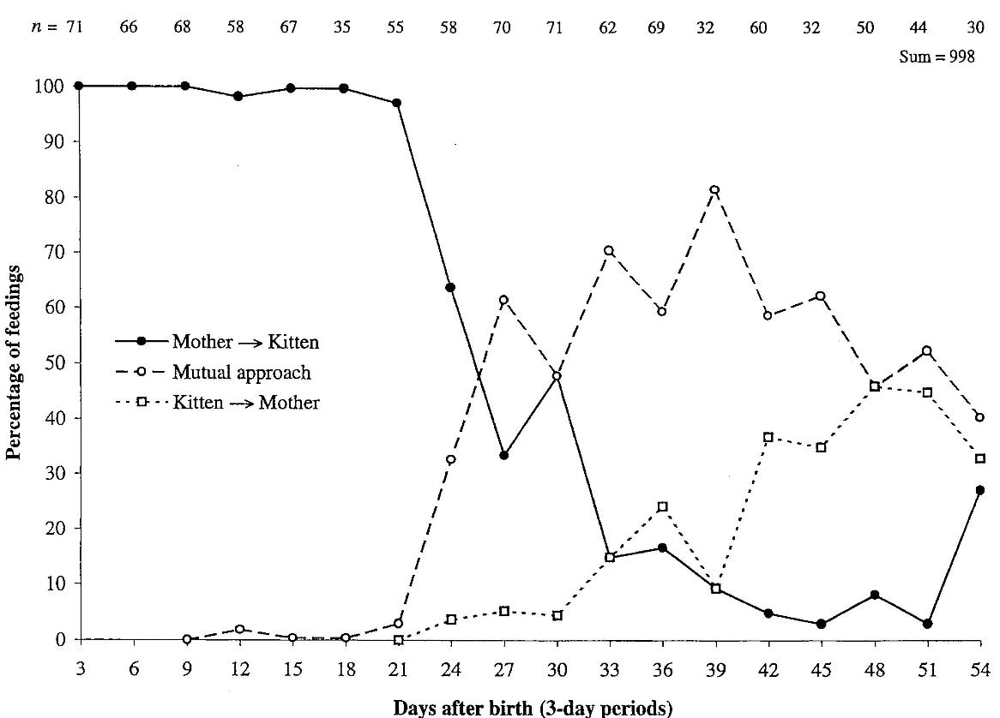 n = 71 66 68 58 67 35 55 58 70 71 62 69 32 60 32 50 44 30
Sum = 998
100
90
80
70
60
50
40
30
20
10
0
Percentage of feedings
Mother → Kitten
Mutual approach
Kitten → Mother
3 6 9 12 15 18 21 24 27 30 33 36 39 42 45 48 51 54
Days after birth (3-day periods)